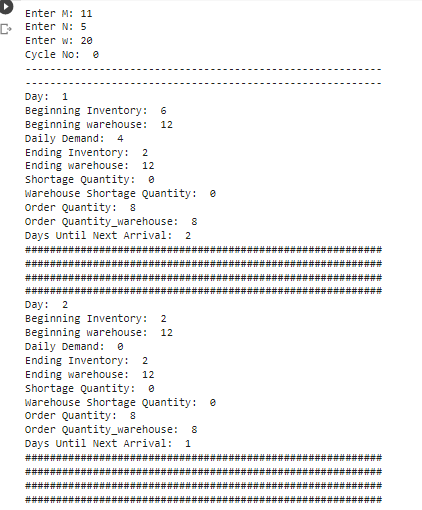 Enter M: 11
Enter N: 5
Enter w: 20
Cycle No:  0
------------------------------------------------------------
------------------------------------------------------------
Day:  1
Beginning Inventory:  6
Beginning warehouse:  12
Daily Demand:  4
Ending Inventory:  2
Ending warehouse:  12
Shortage Quantity:  0
Warehouse Shortage Quantity:  0
Order Quantity:  8
Order Quantity_warehouse:  8
Days Until Next Arrival:  2
############################################################
############################################################
############################################################
############################################################
Day:  2
Beginning Inventory:  2
Beginning warehouse:  12
Daily Demand:  0
Ending Inventory:  2
Ending warehouse:  12
Shortage Quantity:  0
Warehouse Shortage Quantity:  0
Order Quantity:  8
Order Quantity_warehouse:  8
Days Until Next Arrival:  1
############################################################
############################################################
############################################################
############################################################